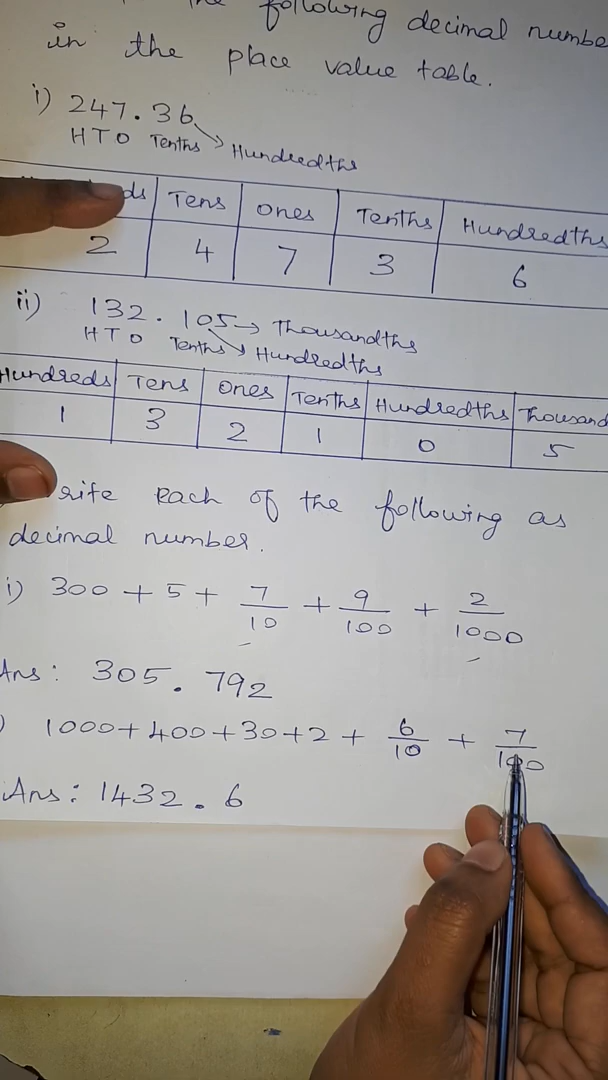 the following decimal numbe
in the place value table.
i) 247.36
H T O Tenths Hundredths
ds Tens Ones Tenths Hundredths
2 4 7 3 6
ii) 132.105 → Thousandths
H T O Tenths Hundredths
Hundreds Tens Ones Tenths Hundredths Thousand
1 3 2 1 0 5
rite Each of the following as
decimal number.
i) 300 + 5 + 7/10 + 9/100 + 2/1000
Ans: 305.792
) 1000 + 400 + 30 + 2 + 6/10 + 7/100
Ans: 1432.6